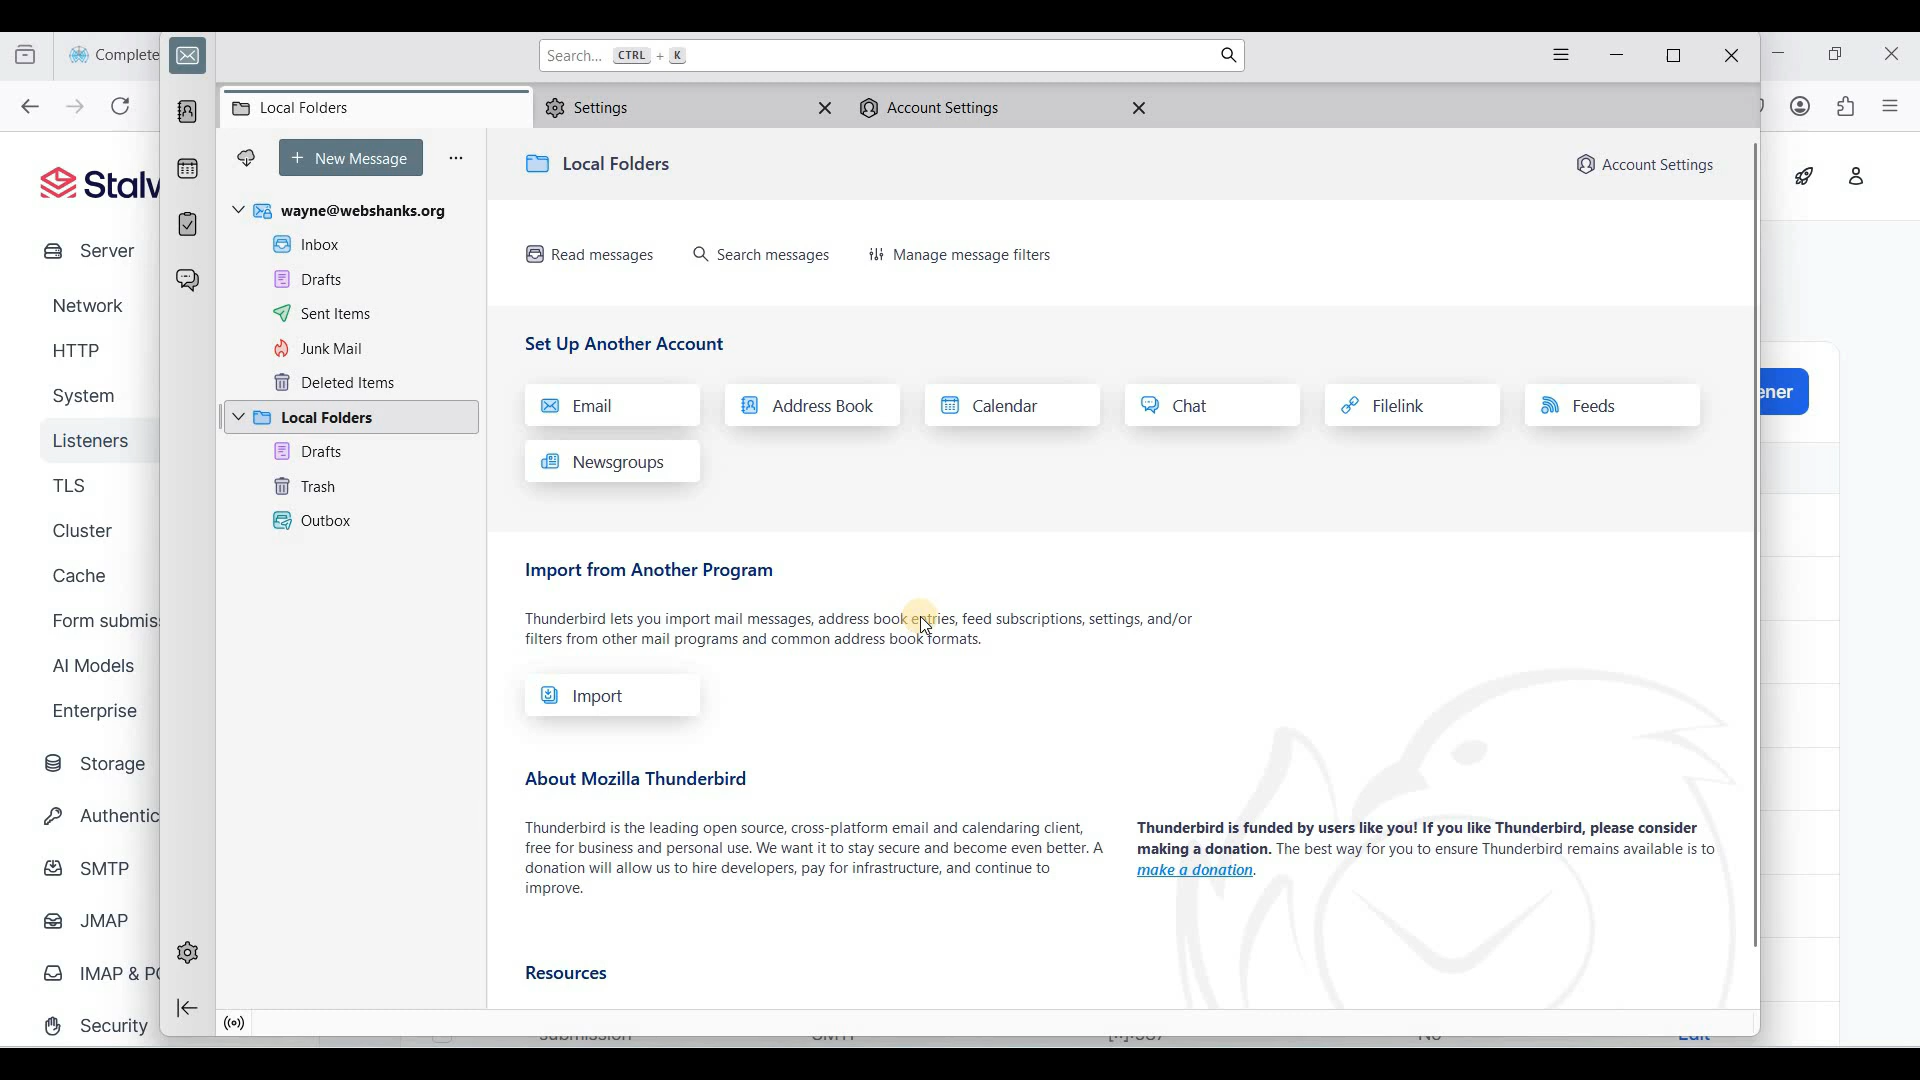 Complete
Search... CTRL + K
Local Folders
Settings
Account Settings
New Message
Local Folders
Account Settings
Server
wayne@webshanks.org
Inbox
Read messages
Search messages
Manage message filters
Drafts
Network
Sent Items
HTTP
Junk Mail
Set Up Another Account
Deleted Items
System
Email
Address Book
Calendar
Chat
Filelink
Feeds
Local Folders
Listeners
Drafts
Newsgroups
TLS
Trash
Outbox
Cluster
Cache
Import from Another Program
Form submis
Thunderbird lets you import mail messages, address book entries, feed subscriptions, settings, and/or
filters from other mail programs and common address book formats.
AI Models
Import
Enterprise
Storage
About Mozilla Thunderbird
Authentic
Thunderbird is the leading open source, cross-platform email and calendaring client,
free for business and personal use. We want it to stay secure and become even better. A
donation will allow us to hire developers, pay for infrastructure, and continue to
improve.
Thunderbird is funded by users like you! If you like Thunderbird, please consider
making a donation. The best way for you to ensure Thunderbird remains available is to
make a donation.
SMTP
JMAP
IMAP & PO
Resources
Security